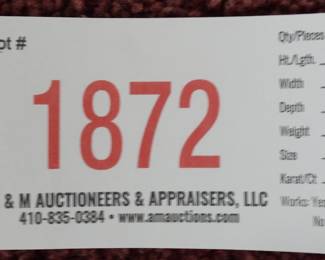 ot #
1872
& M AUCTIONEERS & APPRAISERS, LLC
410-835-0384 • www.amauctions.com
Qty/Pieces
Ht./Lgth.
Width
Depth
Weight
Size
Karat/Ct
Works: Yes
No